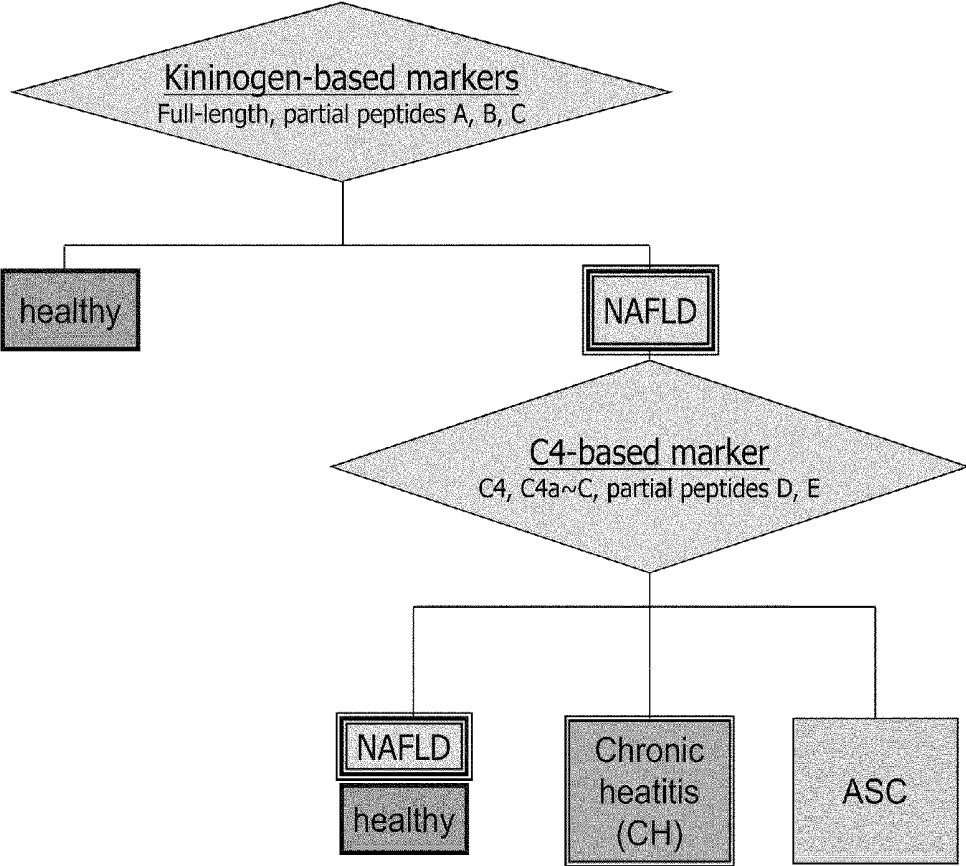 Kininogen-based markers
Full-length, partial peptides A, B, C
healthy
NAFLD
C4-based marker
C4, C4a~C, partial peptides D, E
NAFLD
healthy
Chronic
heatitis
(CH)
ASC